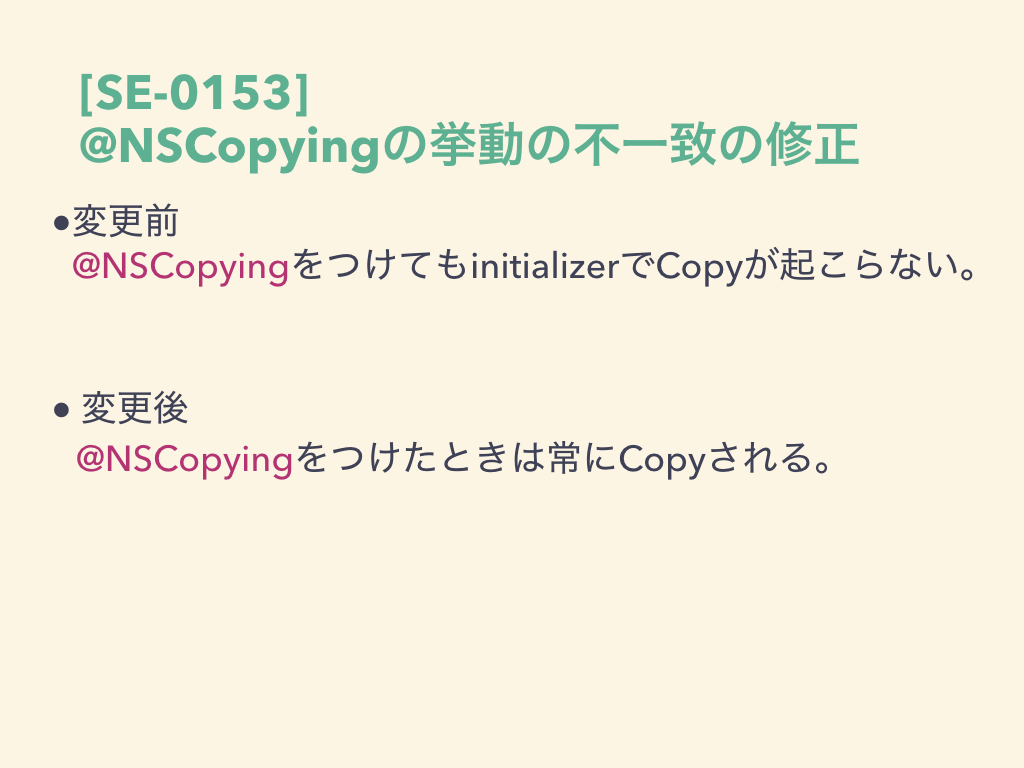 [SE-0153]
@NSCopyingの挙動の不一致の修正
●変更前
@NSCopyingをつけてもinitializerでCopyが起こらない。
● 変更後
@NSCopyingをつけたときは常にCopyされる。